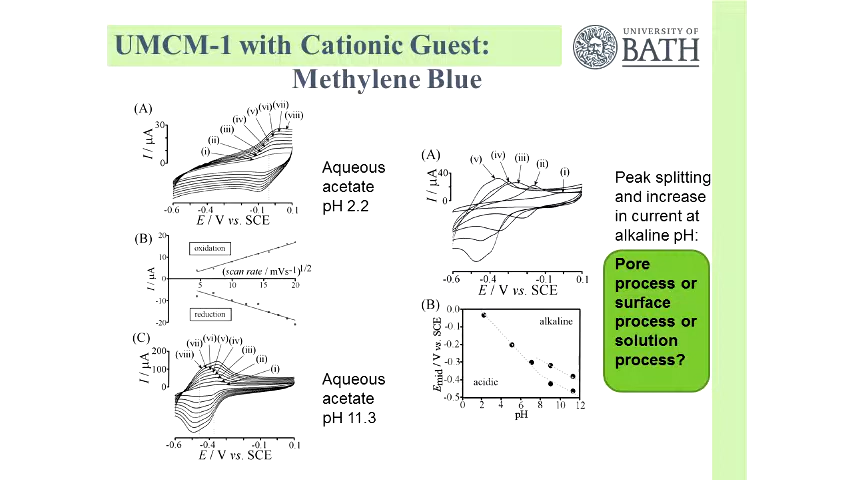 UMCM-1 with Cationic Guest:
Methylene Blue
UNIVERSITY OF
BATH
(A)
30
0
I / µA
(i)
(ii)
(iii)
(iv)
(v)
(vi)
(vii)
(viii)
-0.6 -0.4 -0.1 0.1
E / V vs. SCE
Aqueous
acetate
pH 2.2
(B)
20
10
0
-10
-20
I / µA
oxidation
(scan rate / mVs-1)1/2
5 10 15 20
reduction
(C)
200
100
0
I / µA
(viii)
(vii)
(vi)
(v)
(iv)
(iii)
(ii)
(i)
-0.6 -0.4 -0.1 0.1
E / V vs. SCE
Aqueous
acetate
pH 11.3
(A)
40
0
I / µA
(v)
(iv)
(iii)
(ii)
(i)
-0.6 -0.4 -0.1 0.1
E / V vs. SCE
(B)
0.0
-0.1
-0.2
-0.3
-0.4
-0.5
Emid / V vs. SCE
alkaline
acidic
0 2 4 6 8 10 12
pH
Peak splitting
and increase
in current at
alkaline pH:
Pore
process or
surface
process or
solution
process?